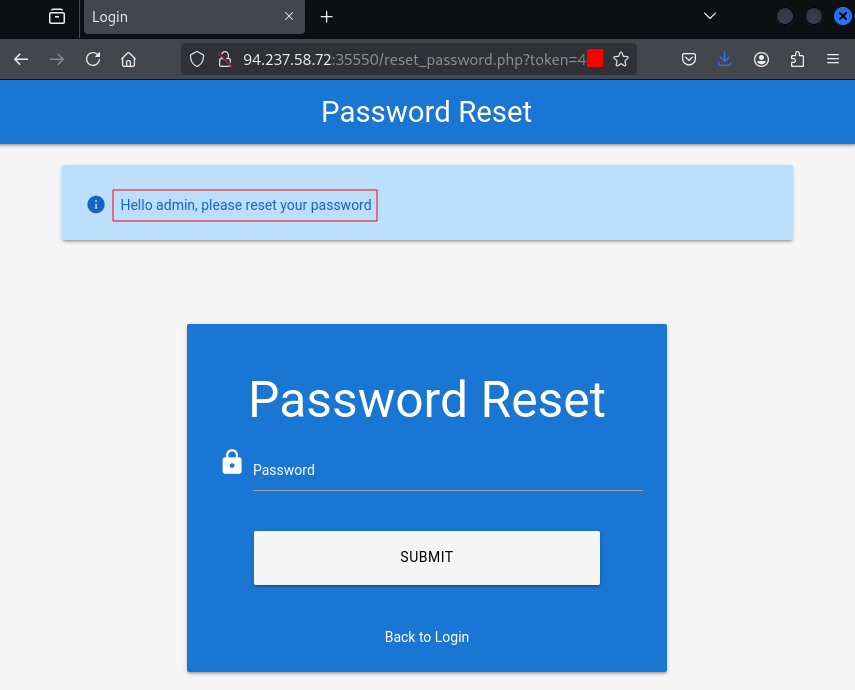 Login
94.237.58.72:35550/reset_password.php?token=4
Password Reset
Hello admin, please reset your password
Password Reset
Password
SUBMIT
Back to Login